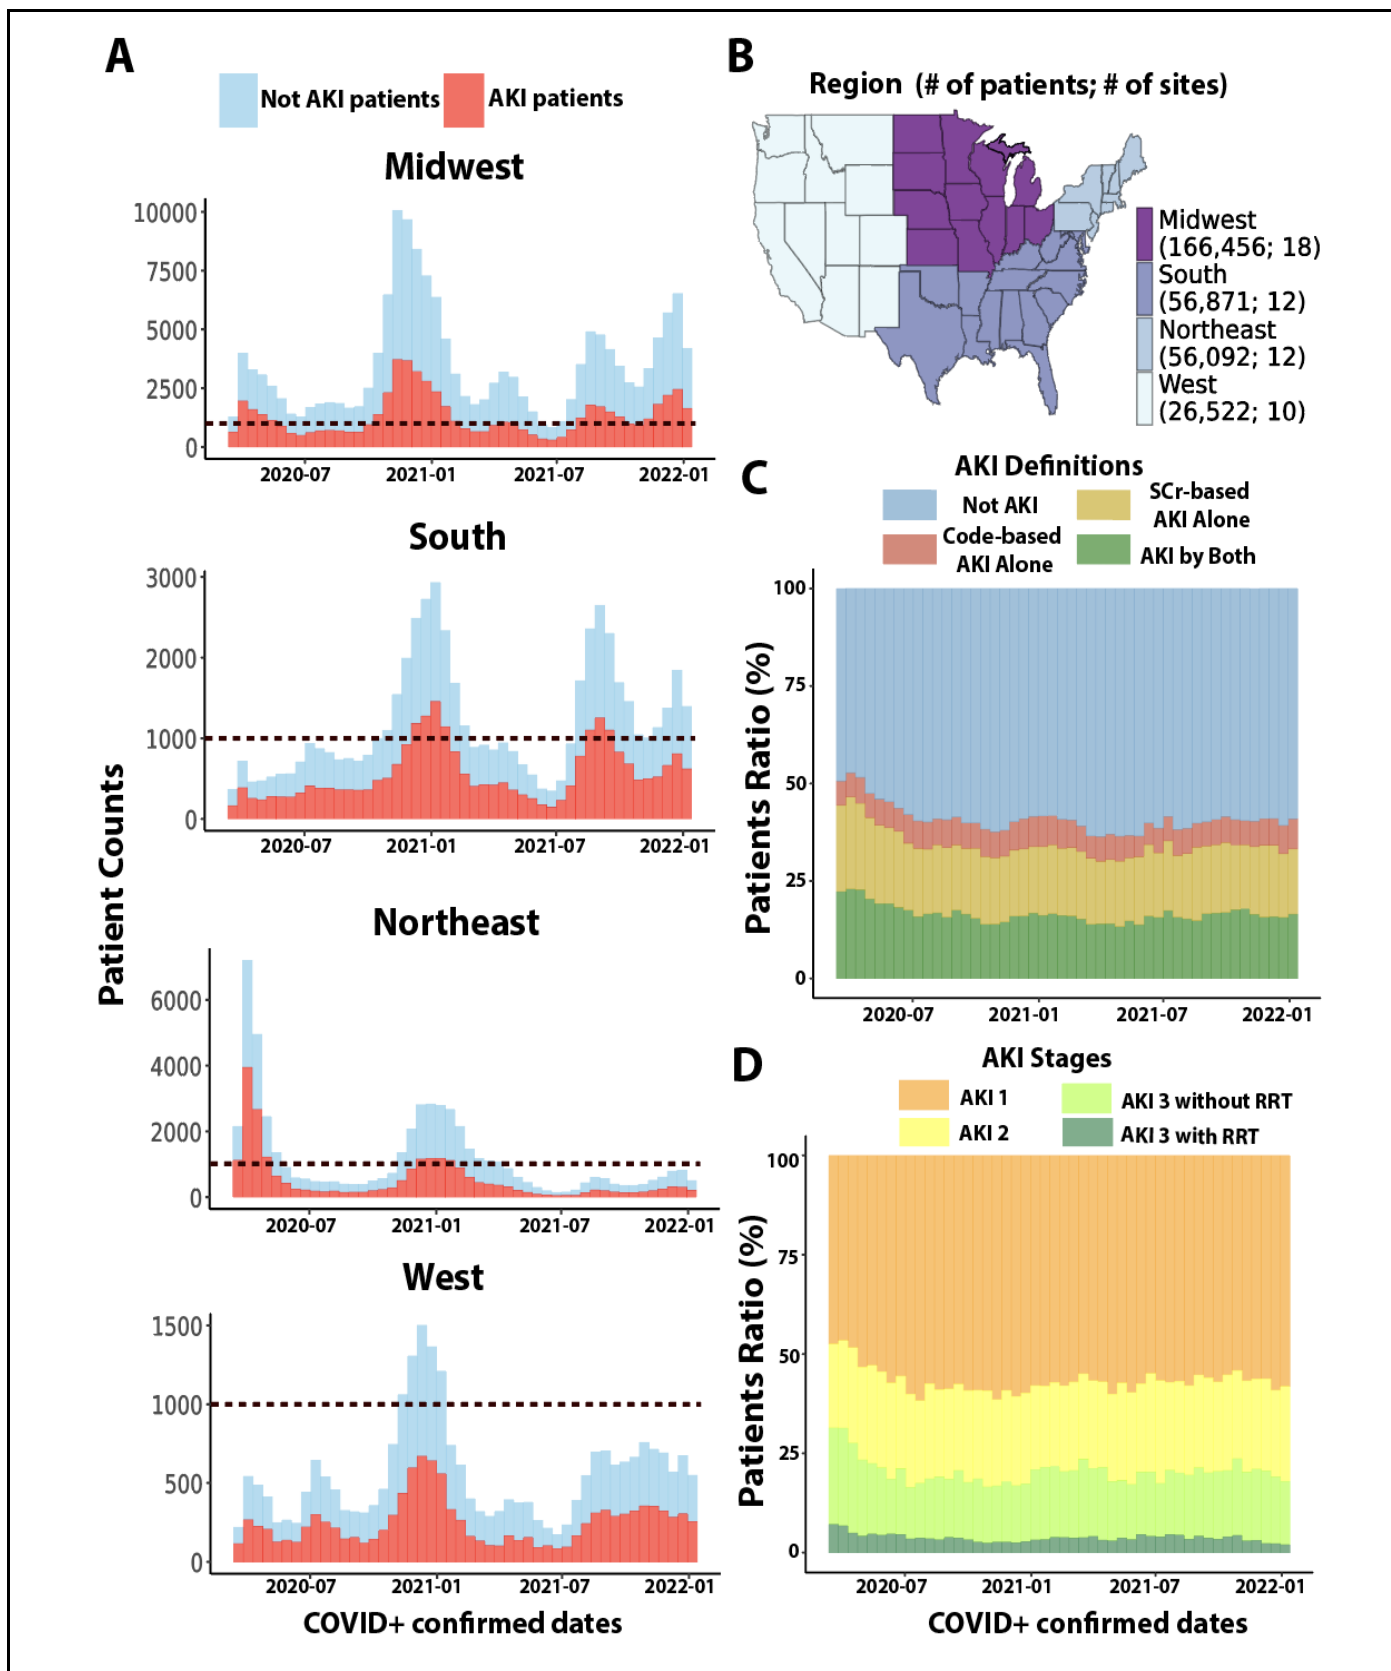 A
Not AKI patients
AKI patients
Midwest
10000
7500
5000
2500
0
2020-07
2021-01
2021-07
2022-01
South
3000
2000
1000
0
2020-07
2021-01
2021-07
2022-01
Patient Counts
Northeast
6000
4000
2000
0
2020-07
2021-01
2021-07
2022-01
West
1500
1000
500
0
2020-07
2021-01
2021-07
2022-01
COVID+ confirmed dates
B
Region (# of patients; # of sites)
Midwest
(166,456; 18)
South
(56,871; 12)
Northeast
(56,092; 12)
West
(26,522; 10)
C
AKI Definitions
Not AKI
SCr-based
AKI Alone
Code-based
AKI Alone
AKI by Both
Patients Ratio (%)
100
75
50
25
0
2020-07
2021-01
2021-07
2022-01
D
AKI Stages
AKI 1
AKI 3 without RRT
AKI 2
AKI 3 with RRT
Patients Ratio (%)
100
75
50
25
0
2020-07
2021-01
2021-07
2022-01
COVID+ confirmed dates